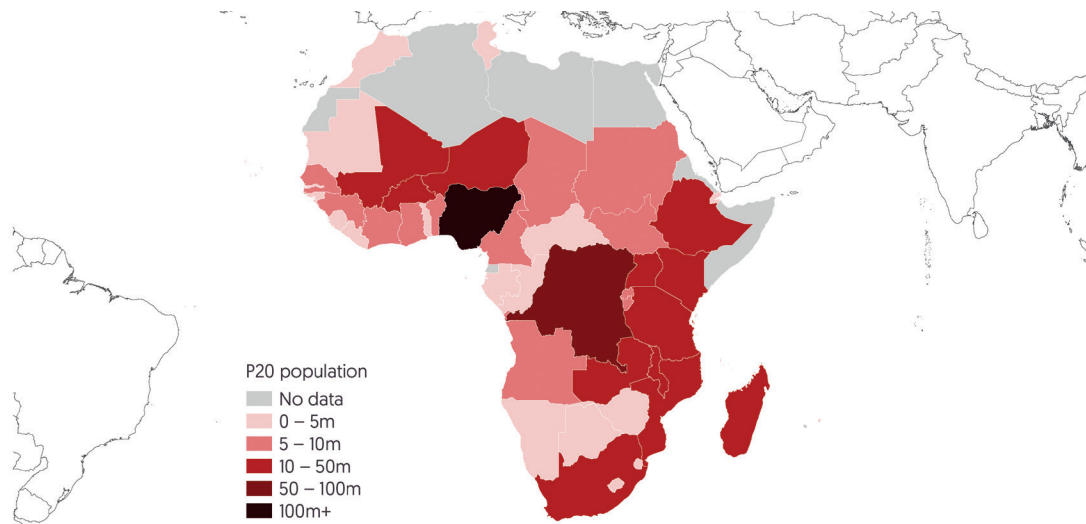 P20 population
No data
0 – 5m
5 – 10m
10 – 50m
50 – 100m
100m+